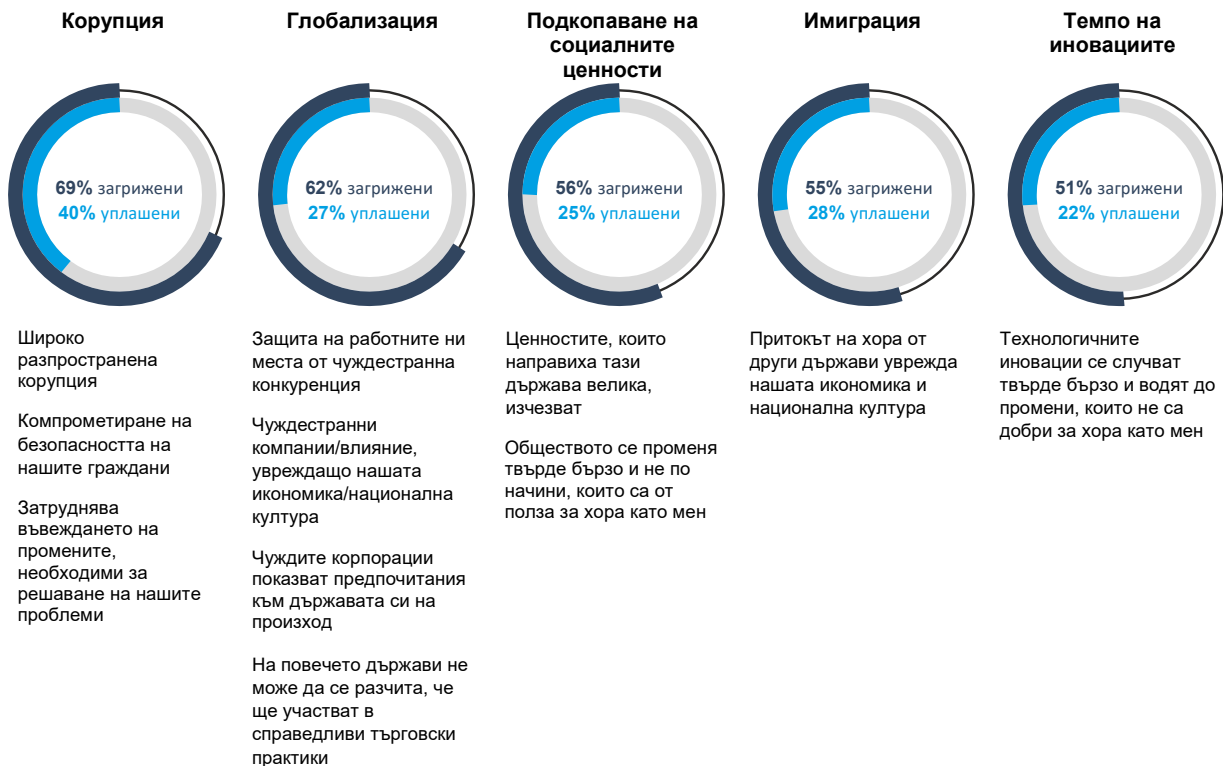 Корупция
69% загрижени
40% уплашени
Широко
разпространена
корупция
Компрометиране на
безопасността на
нашите граждани
Затруднява
въвеждането на
промените,
необходими за
решаване на нашите
проблеми
Глобализация
62% загрижени
27% уплашени
Защита на работните ни
места от чуждестранна
конкуренция
Чуждестранни
компании/влияние,
увреждащо нашата
икономика/национална
култура
Чуждите корпорации
показват предпочитания
към държавата си на
произход
На повечето държави не
може да се разчита, че
ще участват в
справедливи търговски
практики
Подкопаване на
социалните
ценности
56% загрижени
25% уплашени
Ценностите, които
направиха тази
държава велика,
изчезват
Обществото се променя
твърде бързо и не по
начини, които са от
полза за хора като мен
Имиграция
55% загрижени
28% уплашени
Притокът на хора от
други държави уврежда
нашата икономика и
национална култура
Темпо на
иновациите
51% загрижени
22% уплашени
Технологичните
иновации се случват
твърде бързо и водят до
промени, които не са
добри за хора като мен